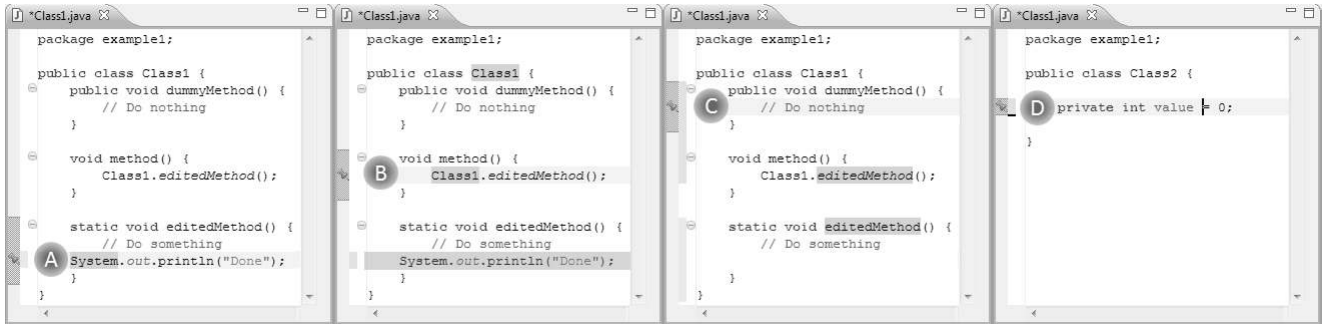 *Class1.java
package example1;
public class Class1 {
public void dummyMethod() {
// Do nothing
}
void method() {
Class1.editedMethod();
}
static void editedMethod() {
// Do something
A System.out.println("Done");
}
}
*Class1.java
package example1;
public class Class1 {
public void dummyMethod() {
// Do nothing
}
void method() {
B Class1.editedMethod();
}
static void editedMethod() {
// Do something
System.out.println("Done");
}
}
*Class1.java
package example1;
public class Class1 {
public void dummyMethod() {
C // Do nothing
}
void method() {
Class1.editedMethod();
}
static void editedMethod() {
// Do something
}
}
*Class1.java
package example1;
public class Class2 {
D private int value = 0;
}